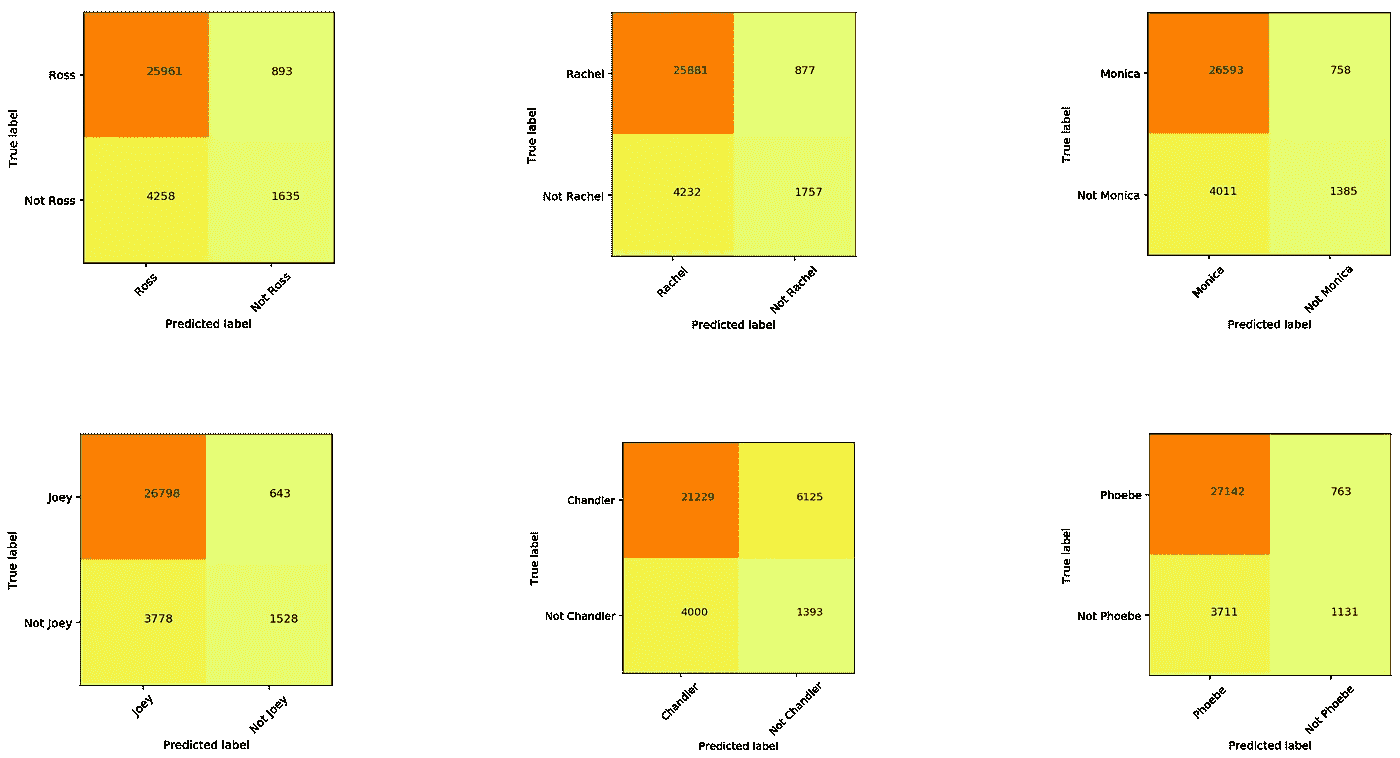 Ross
25961
893
Not Ross
4258
1635
True label
Ross
Not Ross
Predicted label
Rachel
25881
877
Not Rachel
4232
1757
True label
Rachel
Not Rachel
Predicted label
Monica
26593
758
Not Monica
4011
1385
True label
Monica
Not Monica
Predicted label
Joey
26798
643
Not Joey
3778
1528
True label
Joey
Not Joey
Predicted label
Chandler
21229
6125
Not Chandler
4000
1393
True label
Chandler
Not Chandler
Predicted label
Phoebe
27142
763
Not Phoebe
3711
1131
True label
Phoebe
Not Phoebe
Predicted label